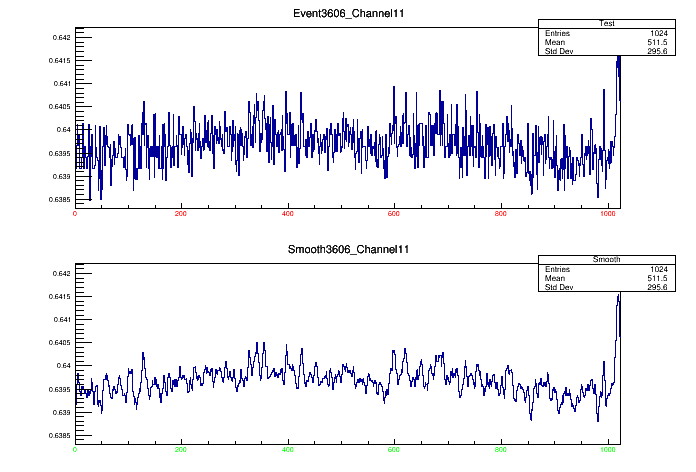 Event3606_Channel11
Test
Entries 1024
Mean 511.5
Std Dev 295.6
0.642
0.6415
0.641
0.6405
0.64
0.6395
0.639
0.6385
0 200 400 600 800 1000
Smooth3606_Channel11
Smooth
Entries 1024
Mean 511.5
Std Dev 295.6
0.642
0.6415
0.641
0.6405
0.64
0.6395
0.639
0.6385
0 200 400 600 800 1000